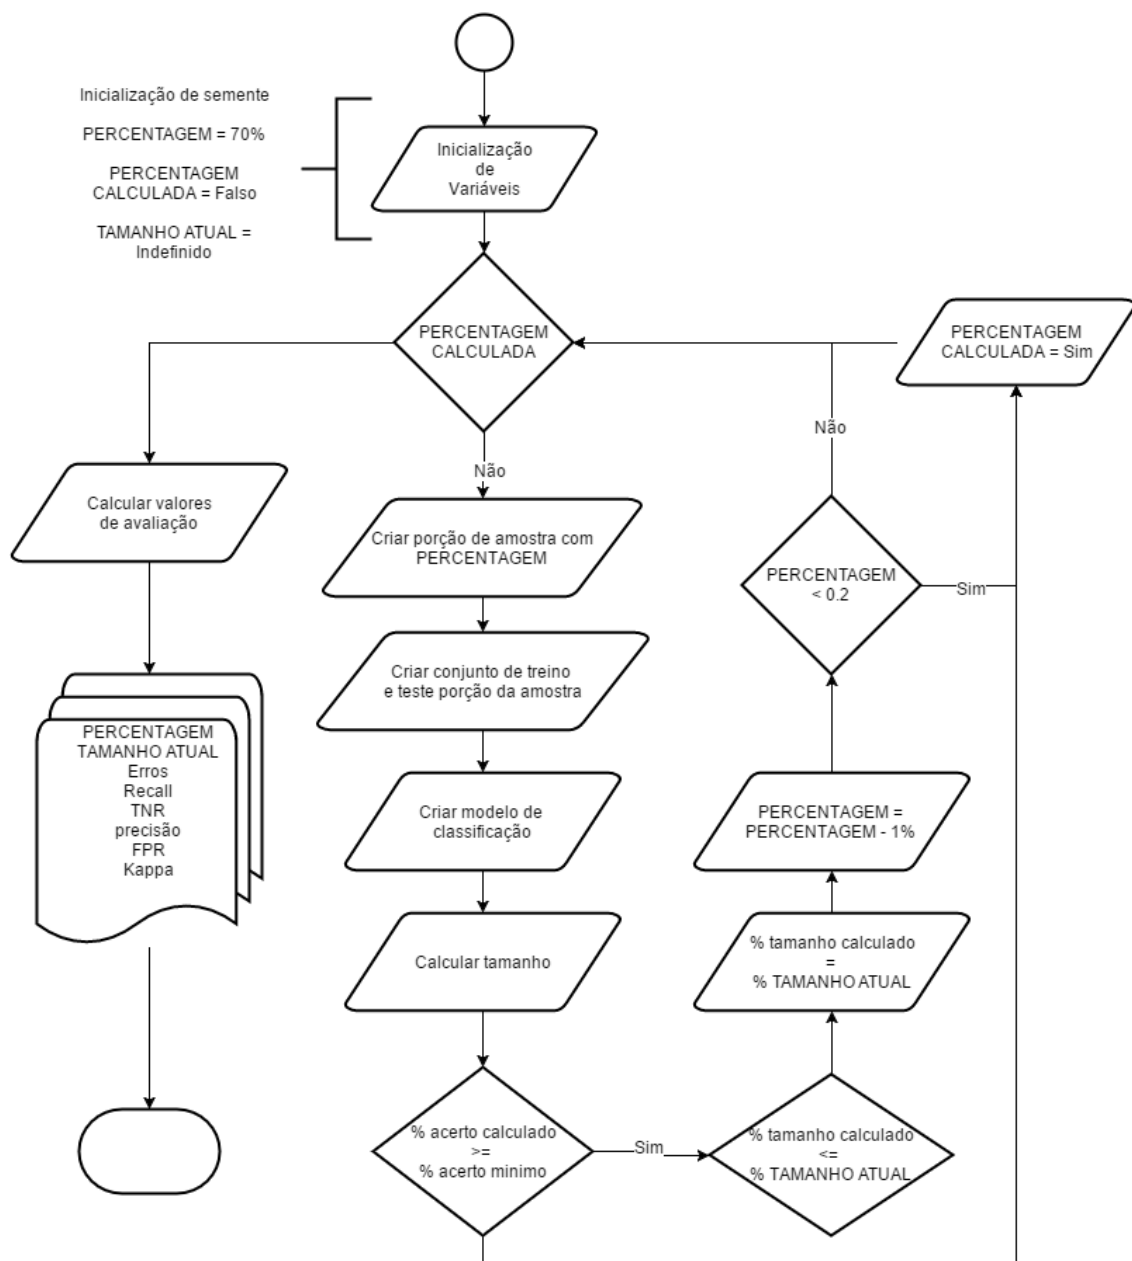 Inicialização de semente
PERCENTAGEM = 70%
PERCENTAGEM
CALCULADA = Falso
TAMANHO ATUAL =
Indefinido
Inicialização
de
Variáveis
PERCENTAGEM
CALCULADA
PERCENTAGEM
CALCULADA = Sim
Não
Não
Calcular valores
de avaliação
Criar porção de amostra com
PERCENTAGEM
PERCENTAGEM
< 0.2
Sim
Criar conjunto de treino
e teste porção da amostra
PERCENTAGEM
TAMANHO ATUAL
Erros
Recall
TNR
precisão
FPR
Kappa
Criar modelo de
classificação
PERCENTAGEM =
PERCENTAGEM - 1%
Calcular tamanho
% tamanho calculado
=
% TAMANHO ATUAL
% acerto calculado
>=
% acerto minimo
Sim
% tamanho calculado
<=
% TAMANHO ATUAL